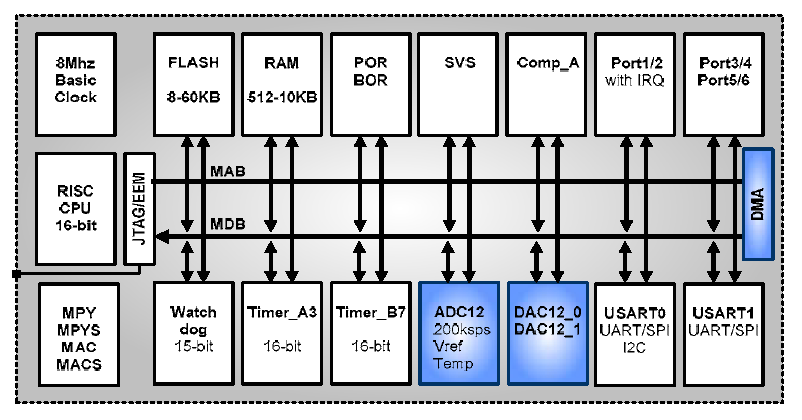 8Mhz
Basic
Clock
FLASH
8-60KB
RAM
512-10KB
POR
BOR
SVS
Comp_A
Port1/2
with IRQ
Port3/4
Port5/6
RISC
CPU
16-bit
JTAG/EEM
MAB
MDB
DMA
MPY
MPYS
MAC
MACS
Watch
dog
15-bit
Timer_A3
16-bit
Timer_B7
16-bit
ADC12
200ksps
Vref
Temp
DAC12_0
DAC12_1
USART0
UART/SPI
I2C
USART1
UART/SPI